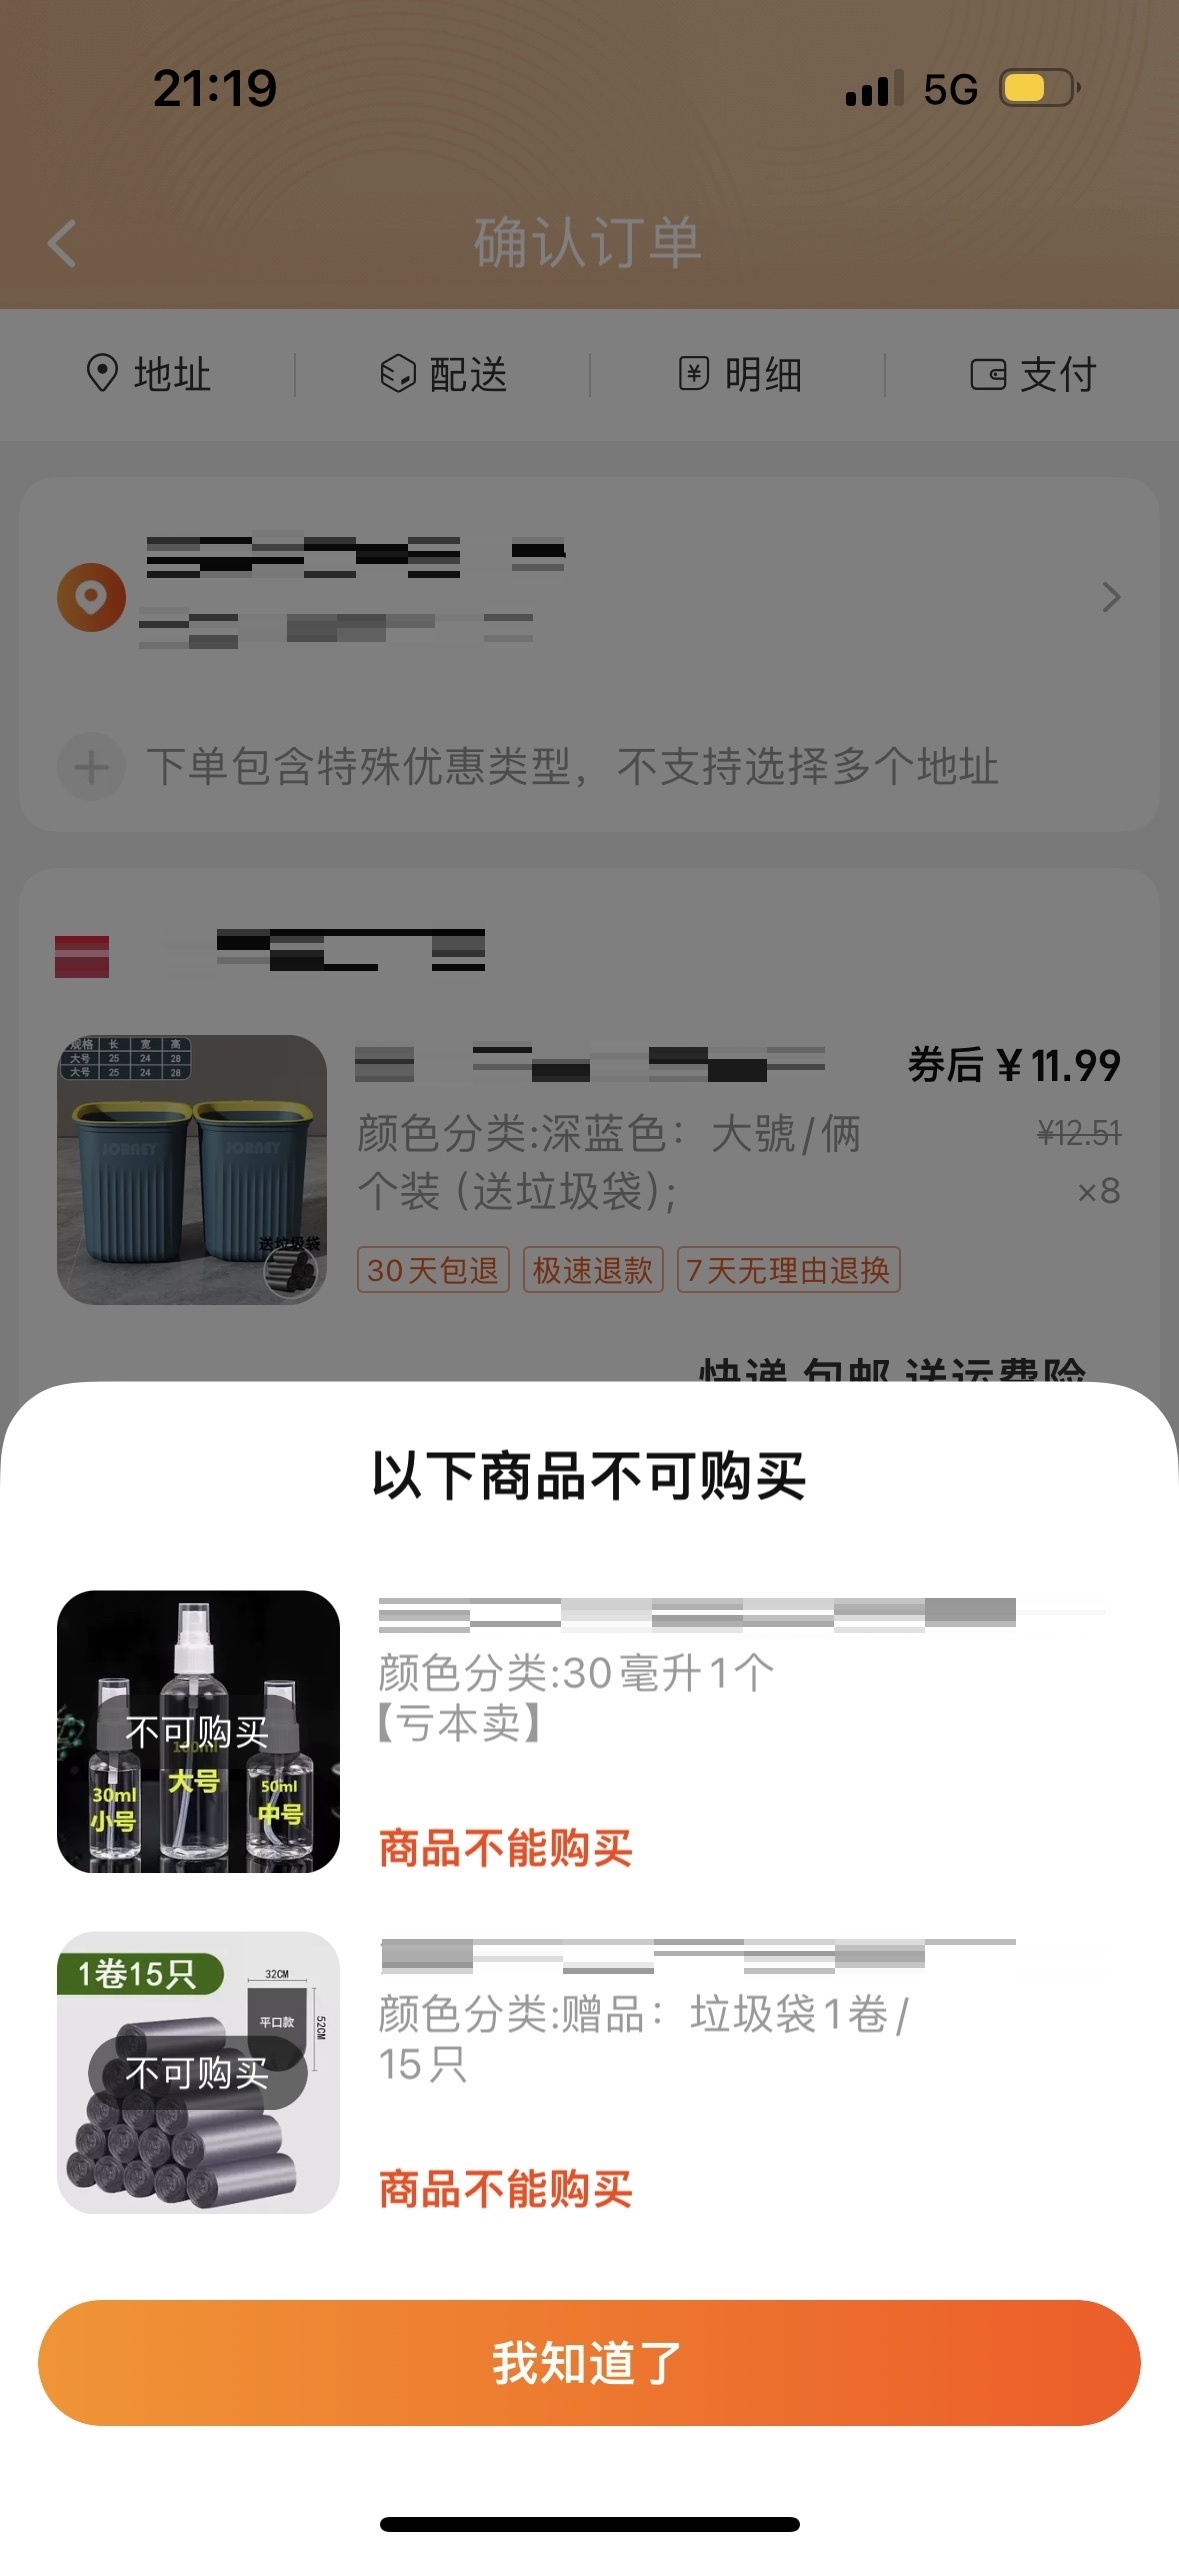 21:19
5G
确认订单
地址
配送
明细
支付
下单包含特殊优惠类型，不支持选择多个地址
规格 长 宽 高
大号 25 24 28
大号 25 24 28
JORNEY JORNEY
送垃圾袋
券后 ¥11.99
颜色分类:深蓝色：大號/俩
¥12.51
个装（送垃圾袋）;
×8
30天包退
极速退款
7天无理由退换
快递 包邮 送运费险
以下商品不可购买
不可购买
100ml
大号
30ml
小号
50ml
中号
颜色分类:30毫升1个
【亏本卖】
商品不能购买
1卷15只
32CM
平口款
52CM
不可购买
颜色分类:赠品：垃圾袋1卷/
15只
商品不能购买
我知道了